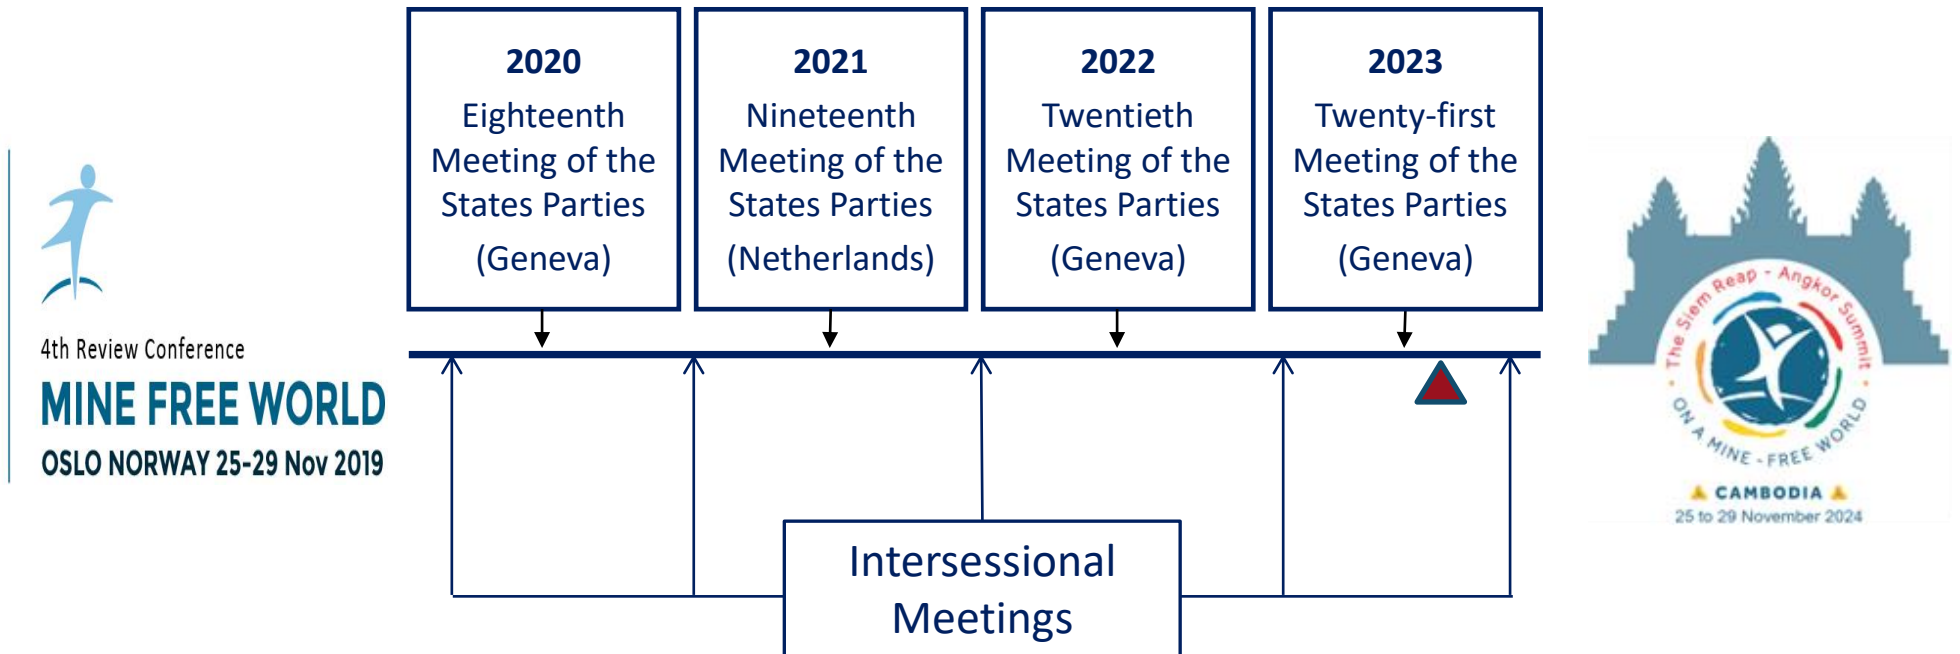 4th Review Conference
MINE FREE WORLD
OSLO NORWAY 25-29 Nov 2019
2020
Eighteenth
Meeting of the
States Parties
(Geneva)
2021
Nineteenth
Meeting of the
States Parties
(Netherlands)
2022
Twentieth
Meeting of the
States Parties
(Geneva)
2023
Twenty-first
Meeting of the
States Parties
(Geneva)
Intersessional
Meetings
The Siem Reap - Angkor Summit
ON A MINE - FREE WORLD
CAMBODIA
25 to 29 November 2024